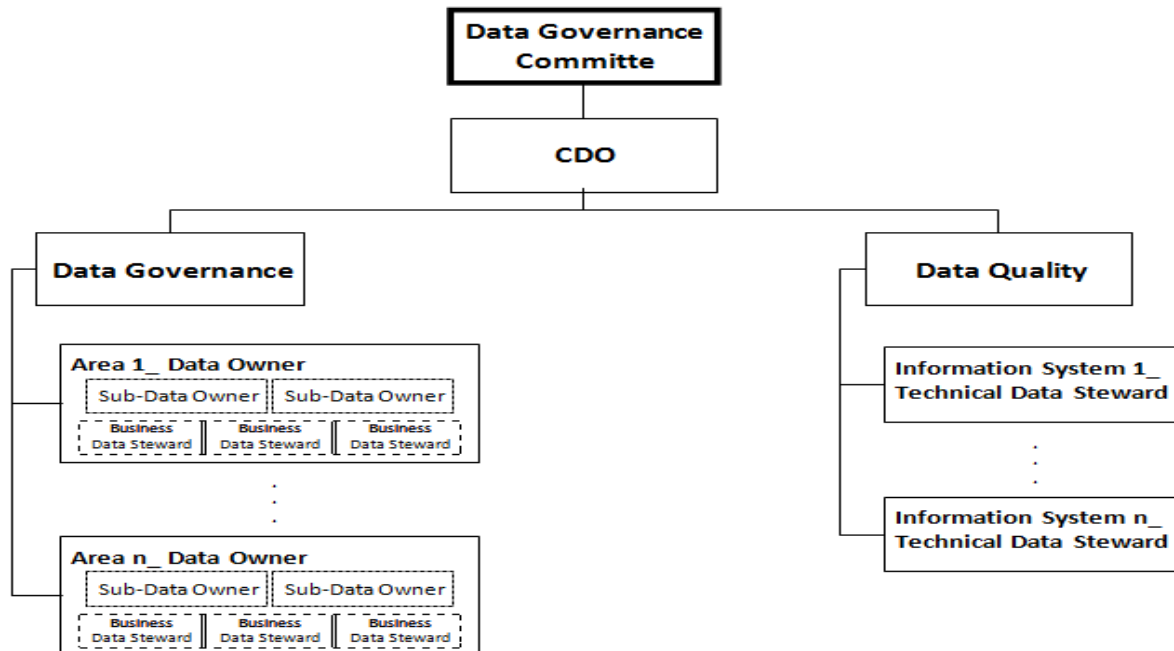 Data Governance
Committe
CDO
Data Governance
Data Quality
Area 1_ Data Owner
Sub-Data Owner Sub-Data Owner
Business Business Business
Data Steward Data Steward Data Steward
.
.
.
Area n_ Data Owner
Sub-Data Owner Sub-Data Owner
Business Business Business
Data Steward Data Steward Data Steward
Information System 1_
Technical Data Steward
.
.
.
Information System n_
Technical Data Steward